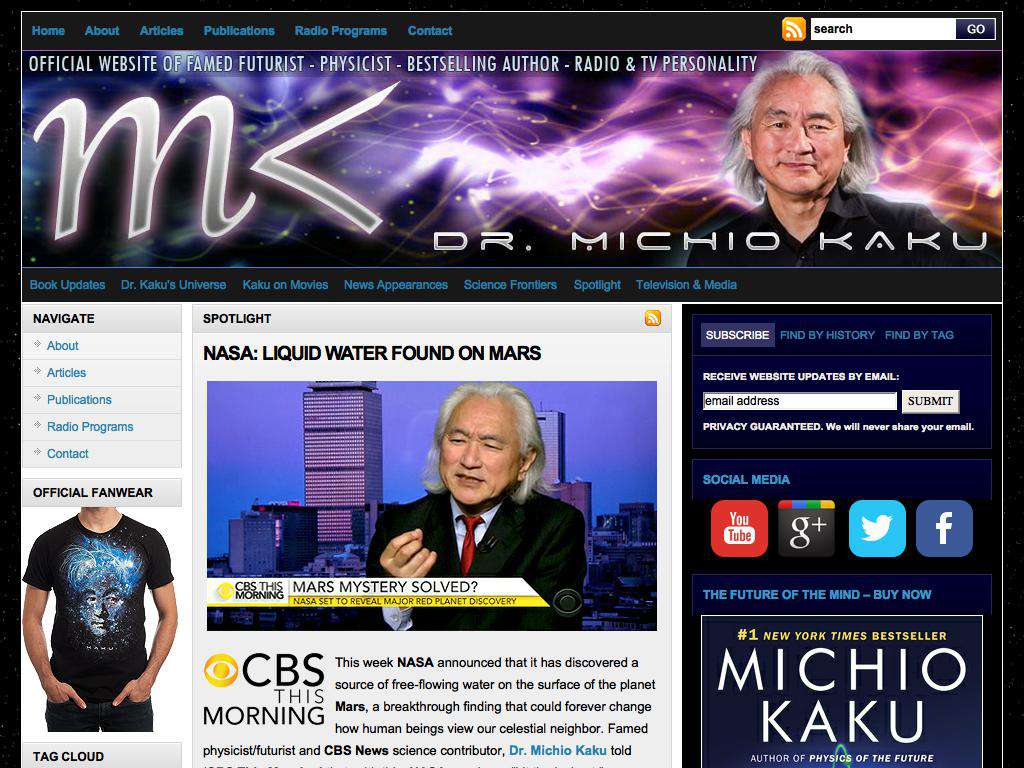 Home About Articles Publications Radio Programs Contact
search GO
OFFICIAL WEBSITE OF FAMED FUTURIST - PHYSICIST - BESTSELLING AUTHOR - RADIO & TV PERSONALITY
mk
DR. MICHIO KAKU
Book Updates Dr. Kaku's Universe Kaku on Movies News Appearances Science Frontiers Spotlight Television & Media
NAVIGATE
About
Articles
Publications
Radio Programs
Contact
OFFICIAL FANWEAR
KAKU
TAG CLOUD
SPOTLIGHT
NASA: LIQUID WATER FOUND ON MARS
CBS THIS MORNING
MARS MYSTERY SOLVED?
NASA SET TO REVEAL MAJOR RED PLANET DISCOVERY
CBS
THIS
MORNING
This week NASA announced that it has discovered a
source of free-flowing water on the surface of the planet
Mars, a breakthrough finding that could forever change
how human beings view our celestial neighbor. Famed
physicist/futurist and CBS News science contributor, Dr. Michio Kaku told
SUBSCRIBE FIND BY HISTORY FIND BY TAG
RECEIVE WEBSITE UPDATES BY EMAIL:
email address SUBMIT
PRIVACY GUARANTEED. We will never share your email.
SOCIAL MEDIA
You Tube
g+
f
THE FUTURE OF THE MIND – BUY NOW
#1 NEW YORK TIMES BESTSELLER
MICHIO
KAKU
AUTHOR OF PHYSICS OF THE FUTURE